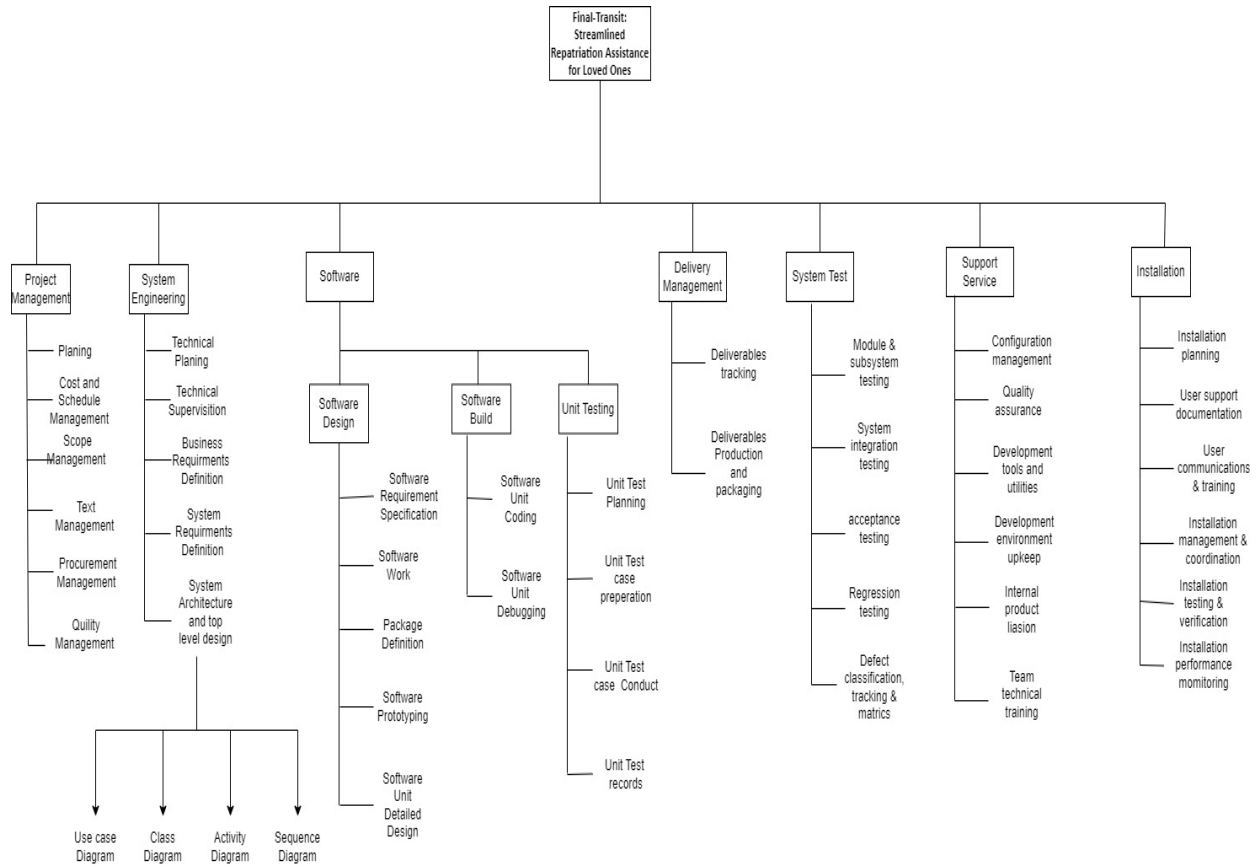 Final-Transit:
Streamlined
Repatriation Assistance
for Loved Ones
Project
Management
Planing
Cost and
Schedule
Management
Scope
Management
Text
Management
Procurement
Management
Quility
Management
System
Engineering
Technical
Planing
Technical
Supervisition
Business
Requirments
Definition
System
Requirments
Definition
System
Architecture
and top
level design
Use case
Diagram
Class
Diagram
Activity
Diagram
Sequence
Diagram
Software
Software
Design
Software
Requirement
Specification
Software
Work
Package
Definition
Software
Prototyping
Software
Unit
Detailed
Design
Software
Build
Software
Unit
Coding
Software
Unit
Debugging
Unit Testing
Unit Test
Planning
Unit Test
case
preperation
Unit Test
case Conduct
Unit Test
records
Delivery
Management
Deliverables
tracking
Deliverables
Production
and
packaging
System Test
Module &
subsystem
testing
System
integration
testing
acceptance
testing
Regression
testing
Defect
classification,
tracking &
matrics
Support
Service
Configuration
management
Quality
assurance
Development
tools and
utilities
Development
environment
upkeep
Internal
product
liasion
Team
technical
training
Installation
Installation
planning
User support
documentation
User
communications
& training
Installation
management &
coordination
Installation
testing &
verification
Installation
performance
momitoring